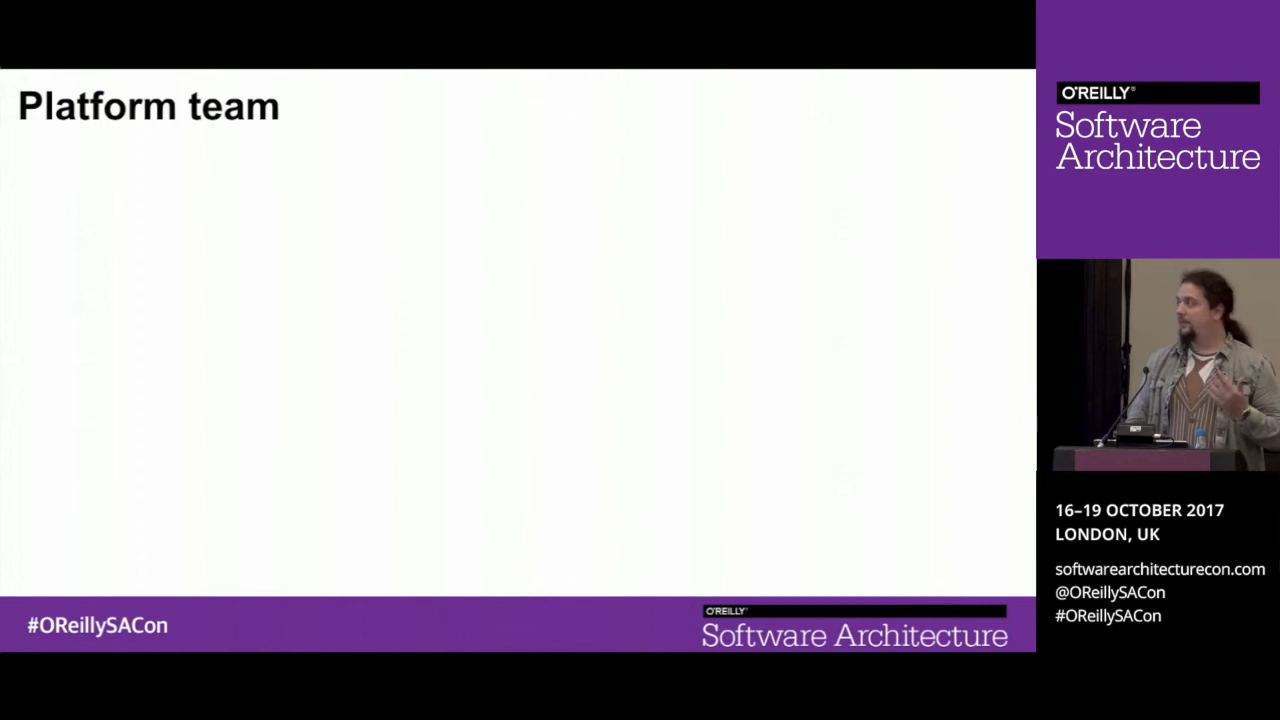 Platform team
#OReillySACon
O'REILLY®
Software Architecture
O'REILLY®
Software
Architecture
16–19 OCTOBER 2017
LONDON, UK
softwarearchitecturecon.com
@OReillySACon
#OReillySACon